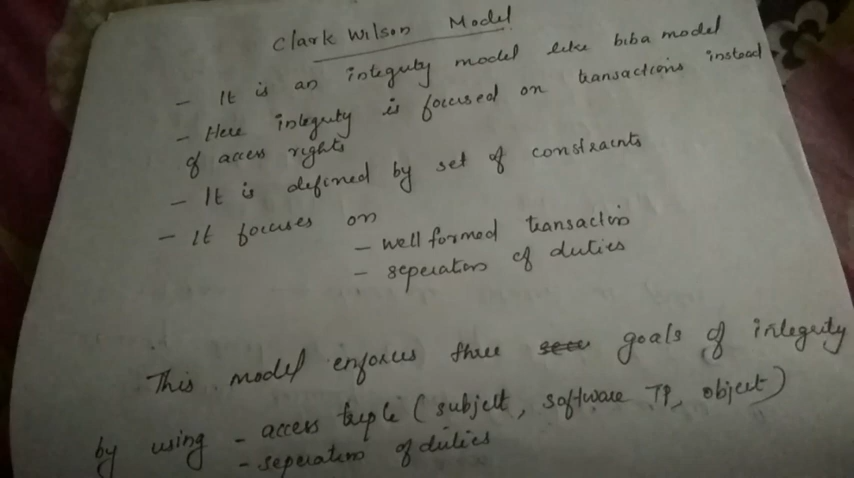 Clark Wilson Model
- It is an integrity model like biba model
- Here integrity is focused on transactions instead
of access rights
- It is defined by set of constraints
- It focuses on
- well formed transaction
- seperation of duties
This model enforces three goals of integrity
by using - access triple (subject, software TP, object)
- seperation of duties